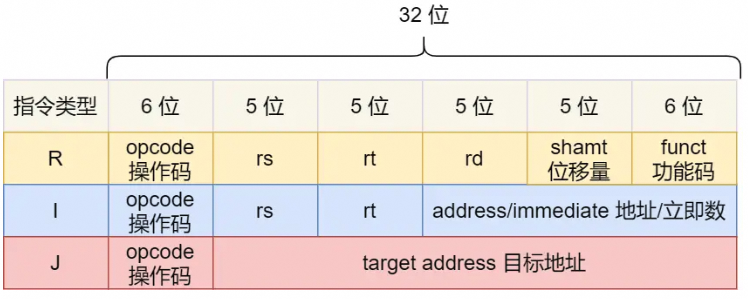 32 位
指令类型 6 位 5 位 5 位 5 位 5 位 6 位
R opcode 操作码 rs rt rd shamt 位移量 funct 功能码
I opcode 操作码 rs rt address/immediate 地址/立即数
J opcode 操作码 target address 目标地址